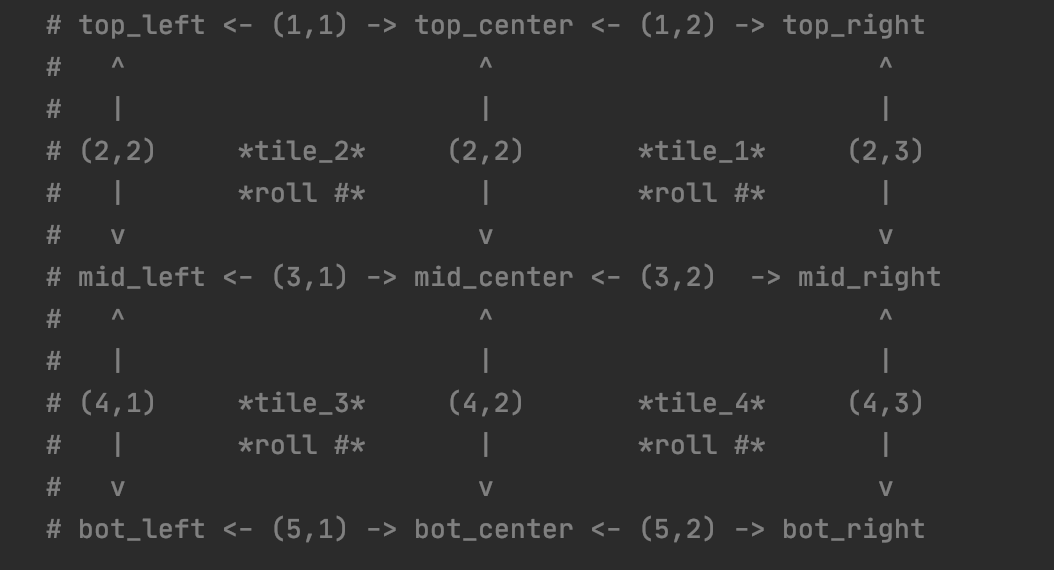 # top_left <- (1,1) -> top_center <- (1,2) -> top_right
#   ^                      ^                        ^
#   |                      |                        |
# (2,2)     *tile_2*     (2,2)       *tile_1*     (2,3)
#   |       *roll #*       |         *roll #*       |
#   v                      v                        v
# mid_left <- (3,1) -> mid_center <- (3,2)  -> mid_right
#   ^                      ^                        ^
#   |                      |                        |
# (4,1)     *tile_3*     (4,2)       *tile_4*     (4,3)
#   |       *roll #*       |         *roll #*       |
#   v                      v                        v
# bot_left <- (5,1) -> bot_center <- (5,2) -> bot_right